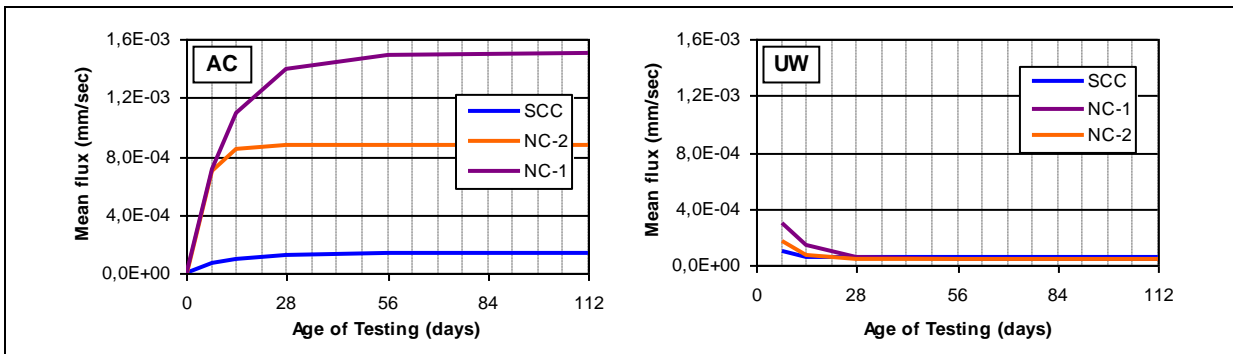 AC
Mean flux (mm/sec)
1,6E-03
1,2E-03
8,0E-04
4,0E-04
0,0E+00
0 28 56 84 112
Age of Testing (days)
SCC
NC-2
NC-1
UW
Mean flux (mm/sec)
1,6E-03
1,2E-03
8,0E-04
4,0E-04
0,0E+00
0 28 56 84 112
Age of Testing (days)
SCC
NC-1
NC-2